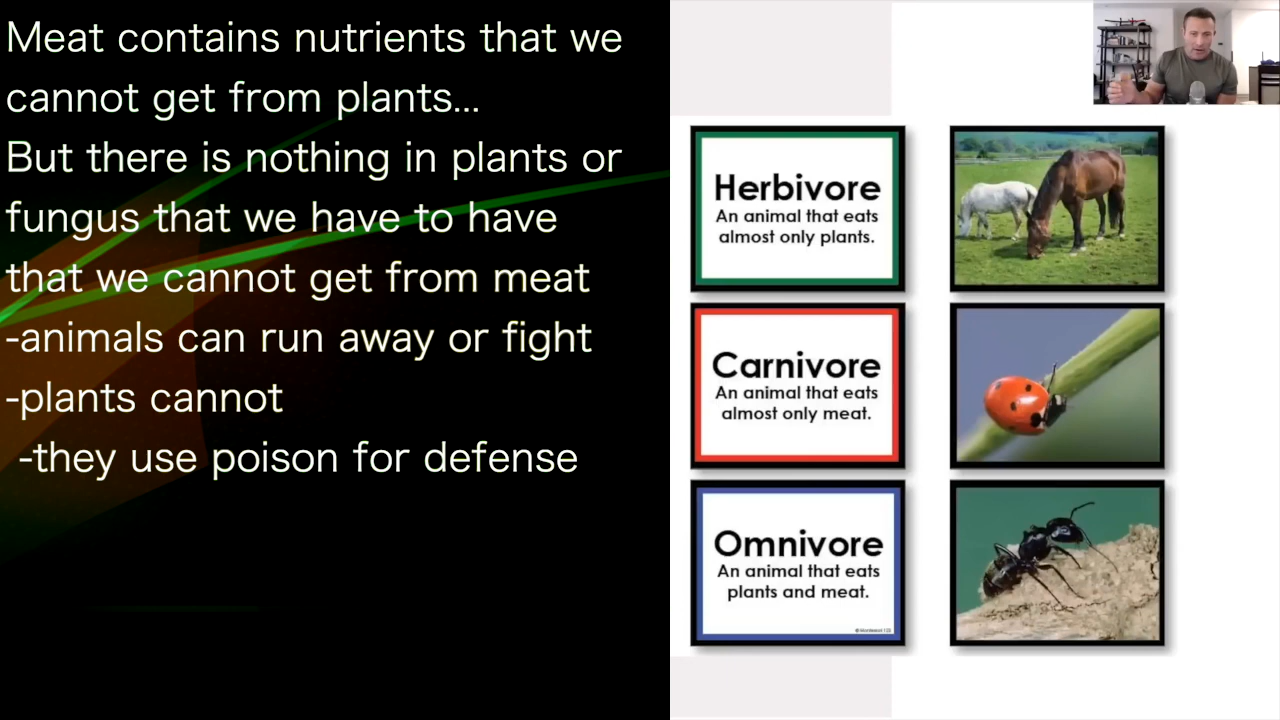 Meat contains nutrients that we
cannot get from plants...
But there is nothing in plants or
fungus that we have to have
that we cannot get from meat
-animals can run away or fight
-plants cannot
-they use poison for defense
Herbivore
An animal that eats
almost only plants.
Carnivore
An animal that eats
almost only meat.
Omnivore
An animal that eats
plants and meat.